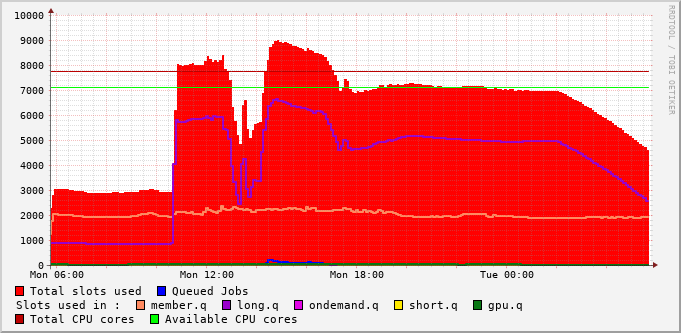 10000
9000
8000
7000
6000
5000
4000
3000
2000
1000
0
Mon 06:00 Mon 12:00 Mon 18:00 Tue 00:00
RRDTOOL / TOBI OETIKER
Total slots used Queued Jobs
Slots used in : member.q long.q ondemand.q short.q gpu.q
Total CPU cores Available CPU cores